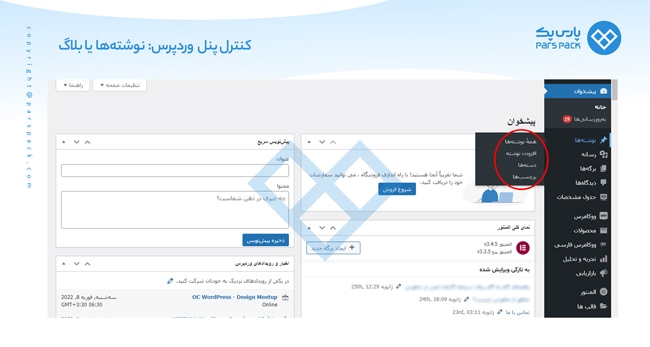 کنترل پنل وردپرس: نوشته‌ها یا بلاگ
پارس پک
PARS PACK
copyright@parspack.com
تنظیمات صفحه
راهنما
پیشخوان
خانه
به‌روزرسانی‌ها
نوشته‌ها
رسانه
برگه‌ها
دیدگاه‌ها
جدول مشخصات
ووکامرس
محصولات
ووکامرس فارسی
تجزیه و تحلیل
بازاریابی
المنتور
قالب ها
همهٔ نوشته‌ها
افزودن نوشته
دسته‌ها
برچسب‌ها
پیشخوان
شما تقریباً آنجا هستید! با راه اندازی فروشگاه ، می توانید سفارشات
خود را دریافت کنید.
شروع فروش
نمای کلی المنتور
المنتور v3.4.5
المنتور پرو v3.3.5
ایجاد برگه جدید
به تازگی ویرایش شده
ژانویه 25th, 12:29
ژانویه 24th, 18:09
تماس با ما
ژانویه 23rd, 03:11
پیش‌نویس سریع
عنوان
محتوا
چه چیزی در ذهن شماست؟
ذخیره پیش‌نویس
اخبار و رویدادهای وردپرس
در یکی از رویدادهای نزدیک به خودتان شرکت کنید.
OC WordPress - Design Meetup
Online
سه‌شنبه, فوریه 8, 2022
GMT+3:30 06:30